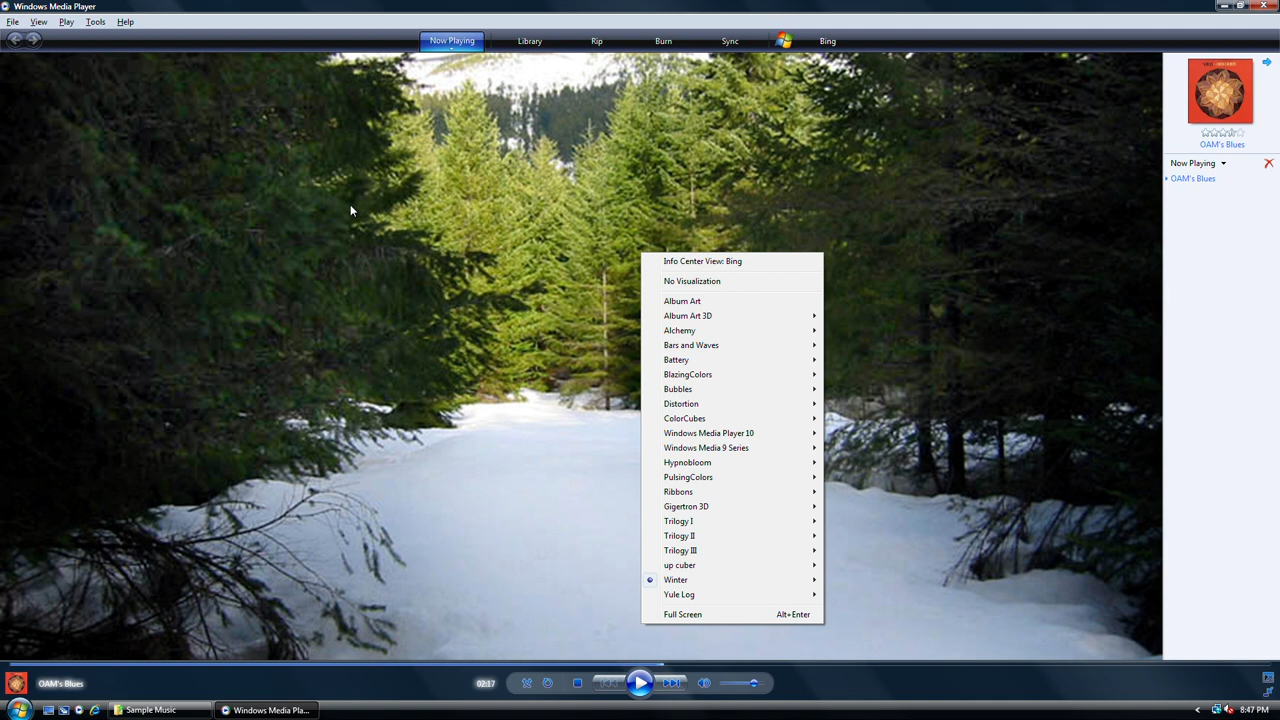 Windows Media Player
File View Play Tools Help
Now Playing Library Rip Burn Sync Bing
OAM's Blues
Now Playing
OAM's Blues
Info Center View: Bing
No Visualization
Album Art
Album Art 3D
Alchemy
Bars and Waves
Battery
BlazingColors
Bubbles
Distortion
ColorCubes
Windows Media Player 10
Windows Media 9 Series
Hypnobloom
PulsingColors
Ribbons
Gigertron 3D
Trilogy I
Trilogy II
Trilogy III
up cuber
Winter
Yule Log
Full Screen Alt+Enter
OAM's Blues 02:17
Sample Music Windows Media Pla... 8:47 PM